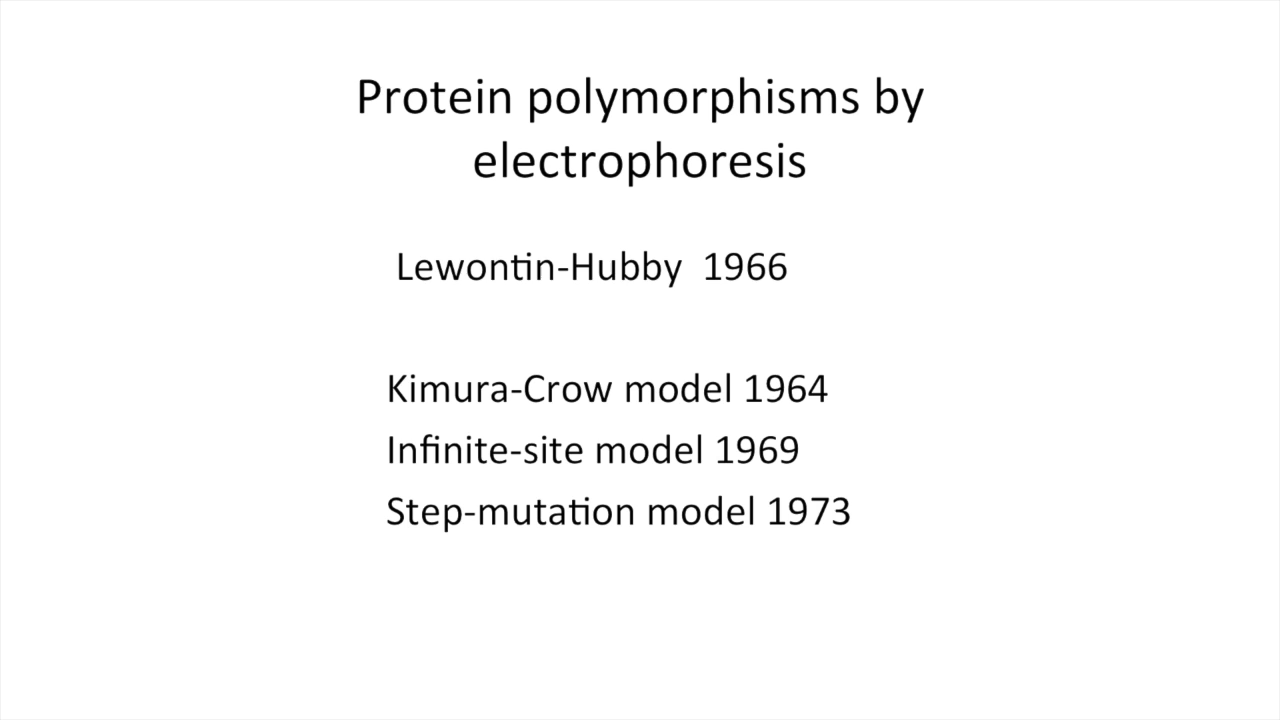 Protein polymorphisms by
electrophoresis
Lewontin-Hubby 1966
Kimura-Crow model 1964
Infinite-site model 1969
Step-mutation model 1973